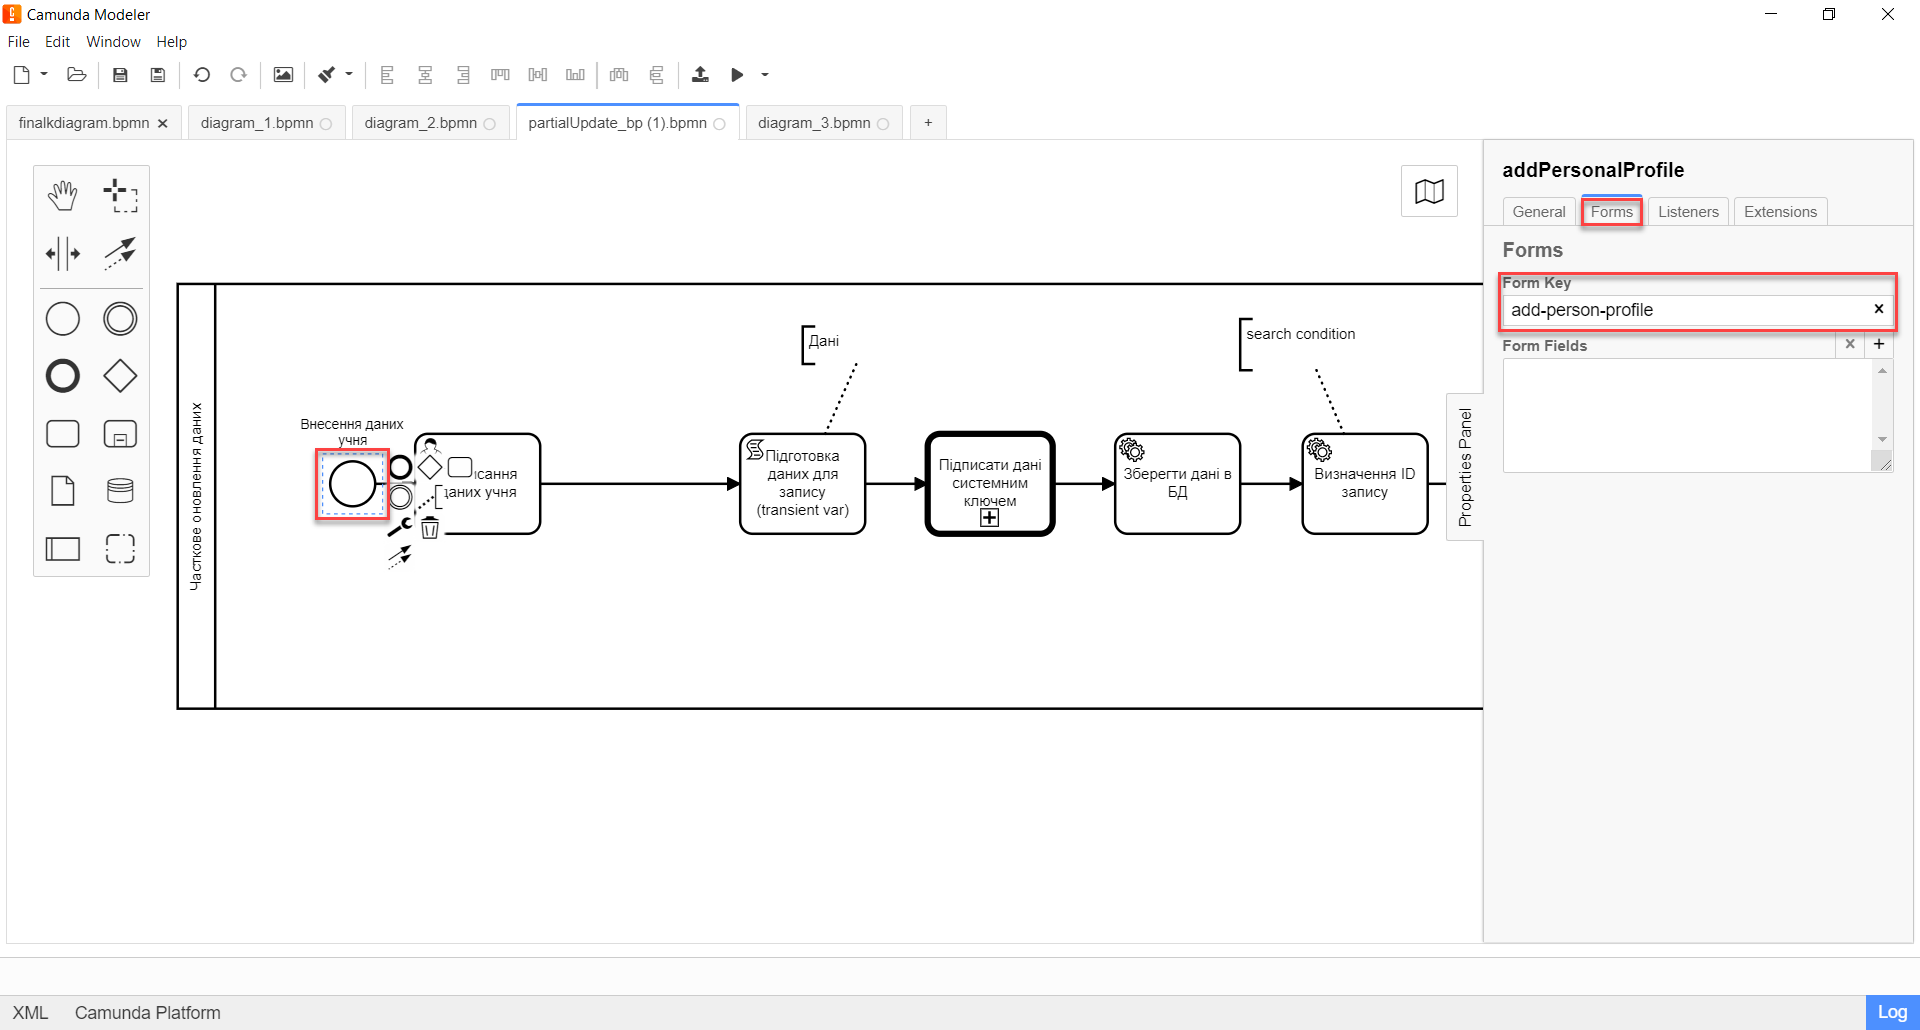 Camunda Modeler
File Edit Window Help
finalkdiagram.bpmn
diagram_1.bpmn
diagram_2.bpmn
partialUpdate_bp (1).bpmn
diagram_3.bpmn
+
Часткове оновлення даних
Внесення даних
учня
даних учня
Дані
Підготовка
даних для
запису
(transient var)
Підписати дані
системним
ключем
Зберегти дані в
БД
search condition
Визначення ID
запису
Properties Panel
addPersonalProfile
General Forms Listeners Extensions
Forms
Form Key
add-person-profile
Form Fields
XML Camunda Platform
Log